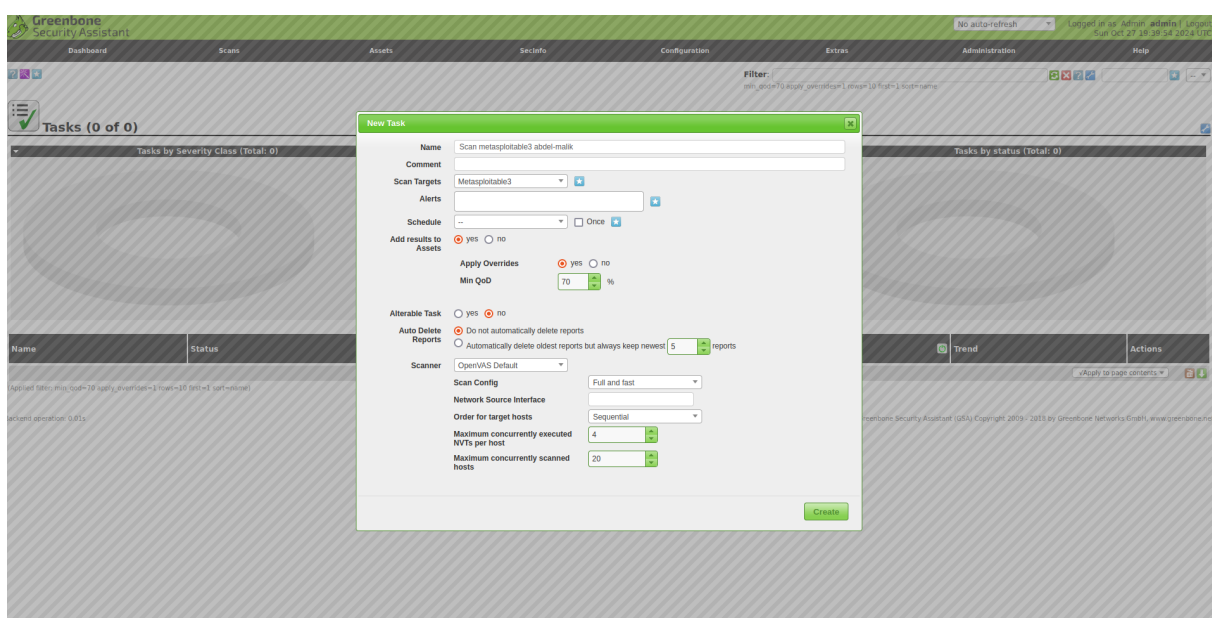 Greenbone
Security Assistant
No auto-refresh
Logged in as Admin admin | Logout
Sun Oct 27 19:39:54 2024 UTC
Dashboard Scans Assets SecInfo Configuration Extras Administration Help
Filter:
min_qod=70 apply_overrides=1 rows=10 first=1 sort=name
--
Tasks (0 of 0)
Tasks by Severity Class (Total: 0)
Tasks by status (Total: 0)
New Task
Name Scan metasploitable3 abdel-malik
Comment
Scan Targets Metasploitable3
Alerts
Schedule -- Once
Add results to
Assets
yes no
Apply Overrides yes no
Min QoD 70 %
Alterable Task yes no
Auto Delete
Reports
Do not automatically delete reports
Automatically delete oldest reports but always keep newest 5 reports
Scanner OpenVAS Default
Scan Config Full and fast
Network Source Interface
Order for target hosts Sequential
Maximum concurrently executed
NVTs per host
4
Maximum concurrently scanned
hosts
20
Create
Name Status Trend Actions
√Apply to page contents
(Applied filter: min_qod=70 apply_overrides=1 rows=10 first=1 sort=name)
backend operation: 0.01s
reenbone Security Assistant (GSA) Copyright 2009 - 2018 by Greenbone Networks GmbH, www.greenbone.ne